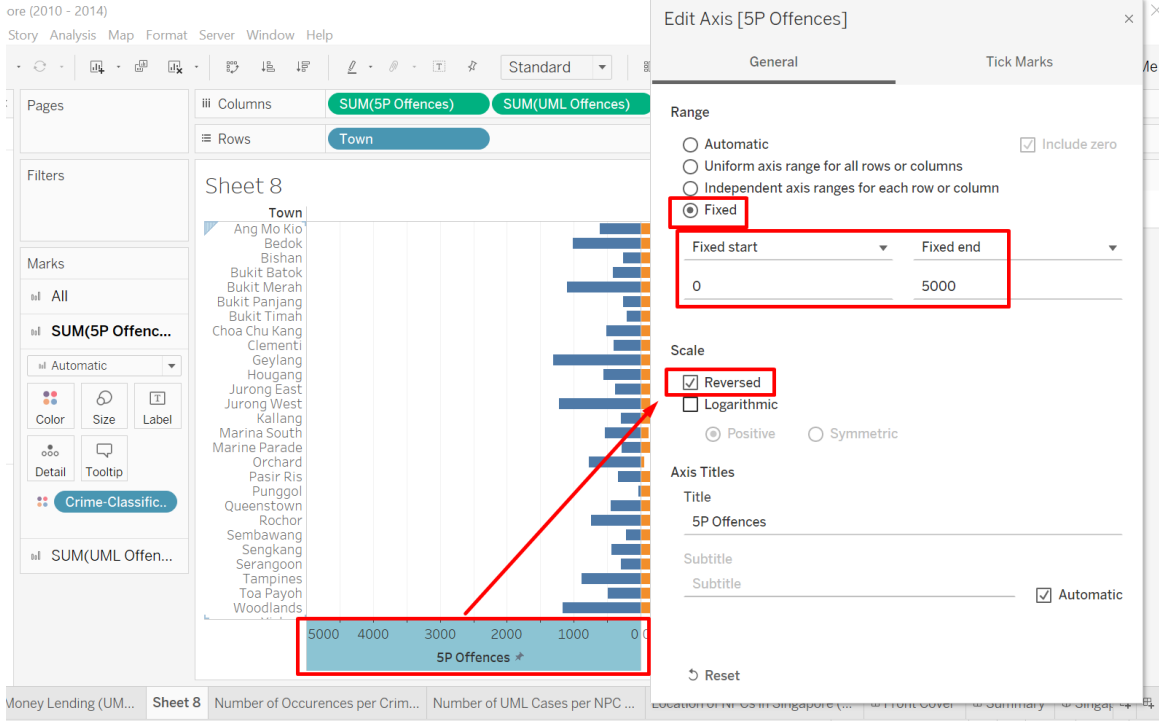 ore (2010 - 2014)
Story Analysis Map Format Server Window Help
Standard
Pages
iii Columns
SUM(5P Offences)
SUM(UML Offences)
Rows
Town
Filters
Sheet 8
Town
Ang Mo Kio
Bedok
Bishan
Bukit Batok
Bukit Merah
Bukit Panjang
Bukit Timah
Choa Chu Kang
Clementi
Geylang
Hougang
Jurong East
Jurong West
Kallang
Marina South
Marine Parade
Orchard
Pasir Ris
Punggol
Queenstown
Rochor
Sembawang
Sengkang
Serangoon
Tampines
Toa Payoh
Woodlands
5000 4000 3000 2000 1000 0
5P Offences
Marks
All
SUM(5P Offenc...
Automatic
Color Size Label
T
Detail Tooltip
Crime-Classific..
SUM(UML Offen...
Edit Axis [5P Offences]
×
General Tick Marks
Me
Range
Automatic
Include zero
Uniform axis range for all rows or columns
Independent axis ranges for each row or column
Fixed
Fixed start Fixed end
0 5000
Scale
Reversed
Logarithmic
Positive Symmetric
Axis Titles
Title
5P Offences
Subtitle
Subtitle
Automatic
Reset
Money Lending (UM... Sheet 8 Number of Occurences per Crim... Number of UML Cases per NPC ... Location of NPCs in Singapore (... Front Cover Summary Singap